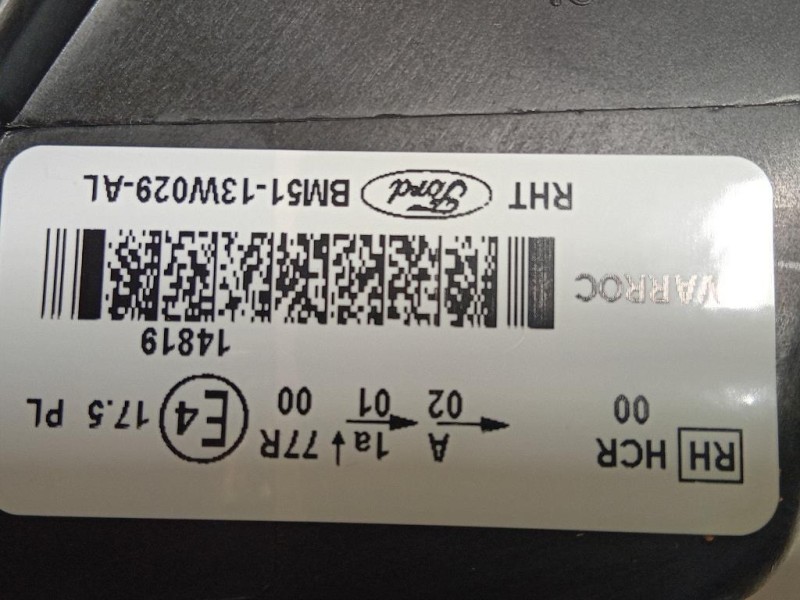 RH HCR A 1a 77R
E4 17.5 PL
00 02 01 00
14819
VARROC
RHT Ford BM51-13W029-AL